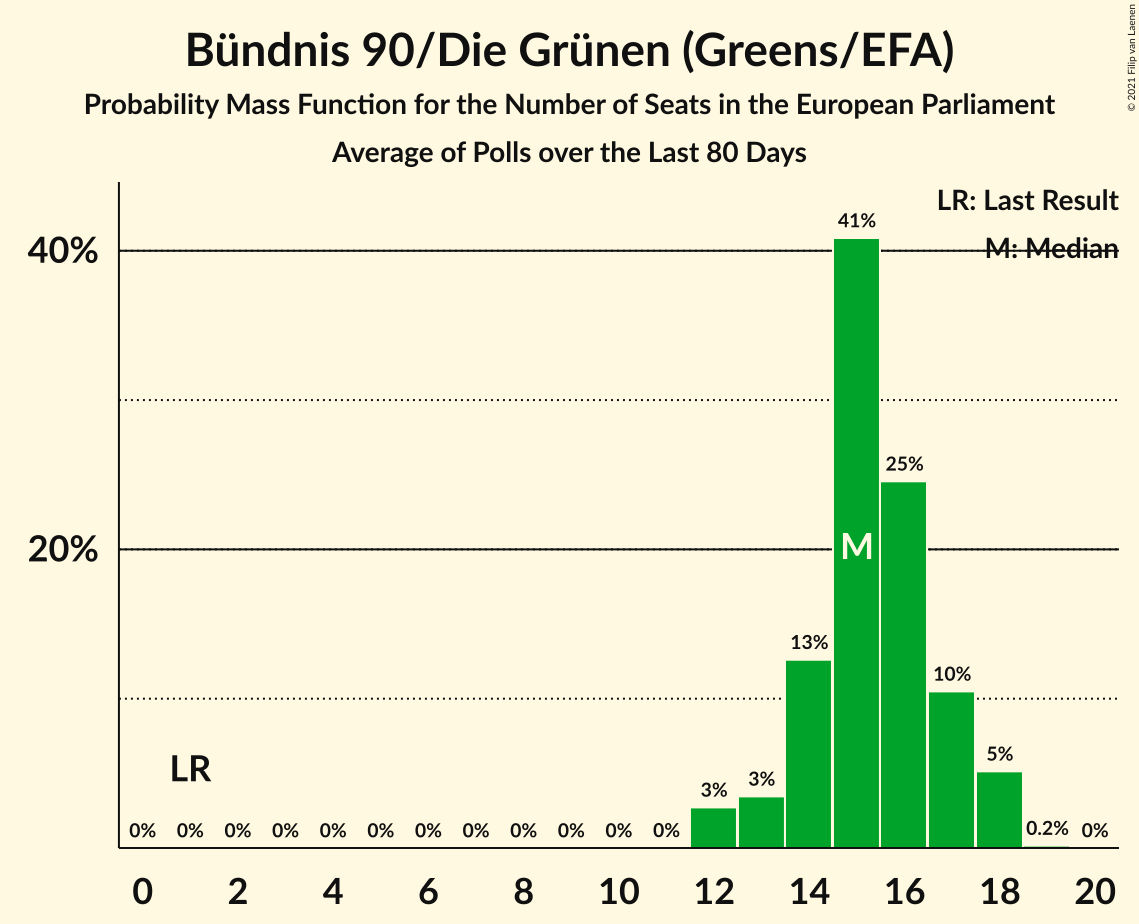 Bündnis 90/Die Grünen (Greens/EFA)
Probability Mass Function for the Number of Seats in the European Parliament
Average of Polls over the Last 80 Days
© 2021 Filip van Laenen
LR: Last Result
M: Median
40%
20%
41%
25%
M
13%
10%
5%
3%
3%
LR
0% 0% 0% 0% 0% 0% 0% 0% 0% 0% 0% 0% 0.2% 0%
0 2 4 6 8 10 12 14 16 18 20